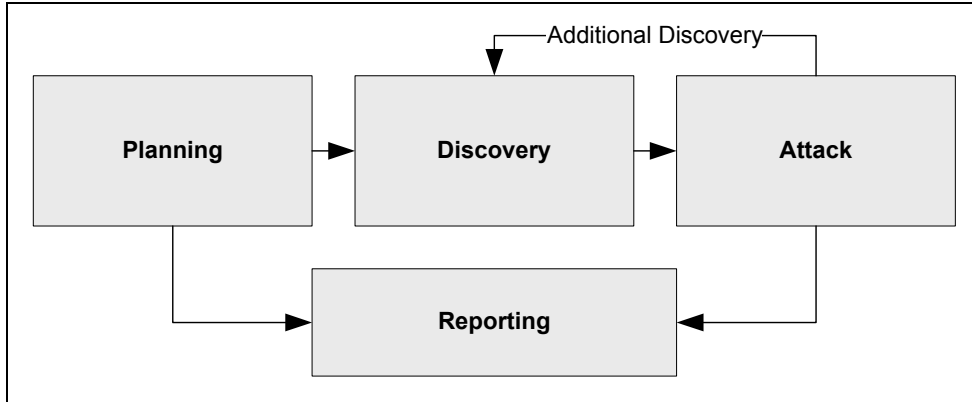 Additional Discovery
Planning
Discovery
Attack
Reporting